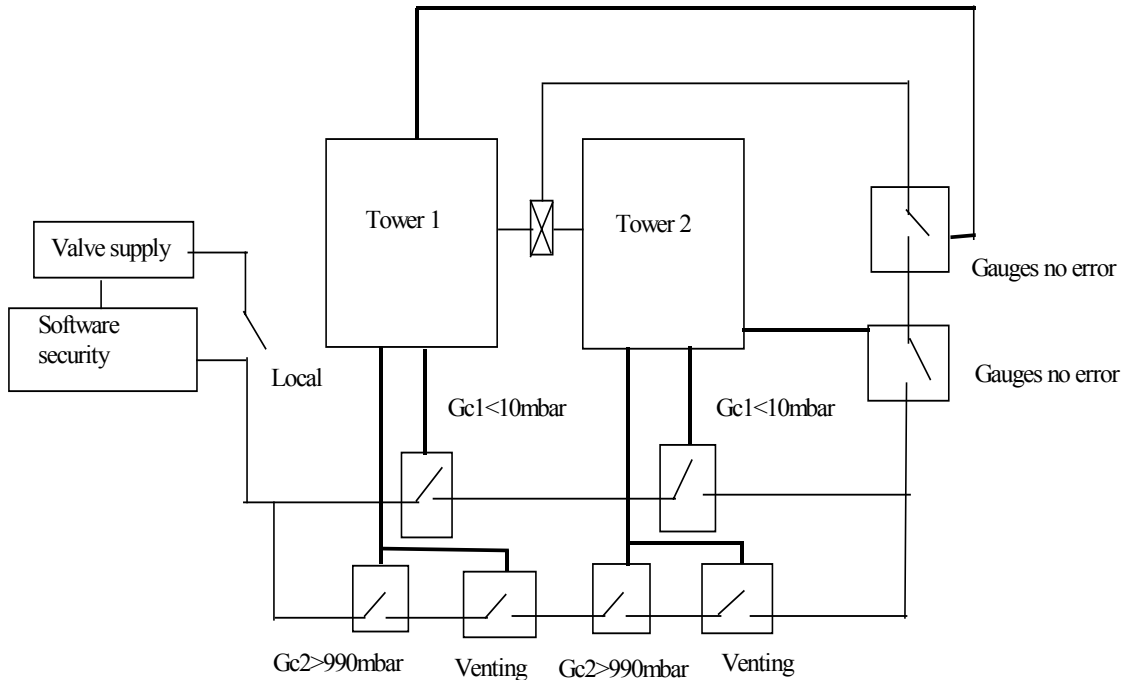 Tower 1
Tower 2
Valve supply
Software
security
Local
Gauges no error
Gauges no error
Gc1<10mbar
Gc1<10mbar
Gc2>990mbar
Venting
Gc2>990mbar
Venting